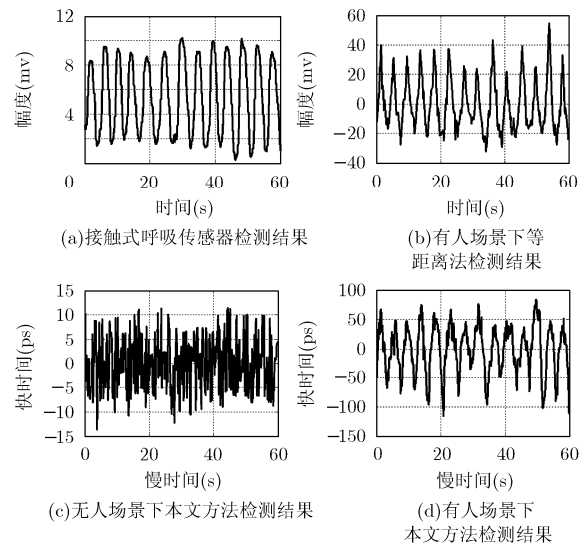 12
8
4
0
20
40
60
幅度(mv)
时间(s)
(a)接触式呼吸传感器检测结果
60
40
20
0
−20
−40
0
20
40
60
幅度(mv)
时间(s)
(b)有人场景下等
距离法检测结果
15
10
5
0
−5
−10
−15
0
20
40
60
快时间(ps)
慢时间(s)
(c)无人场景下本文方法检测结果
100
50
0
−50
−100
−150
0
20
40
60
快时间(ps)
慢时间(s)
(d)有人场景下
本文方法检测结果